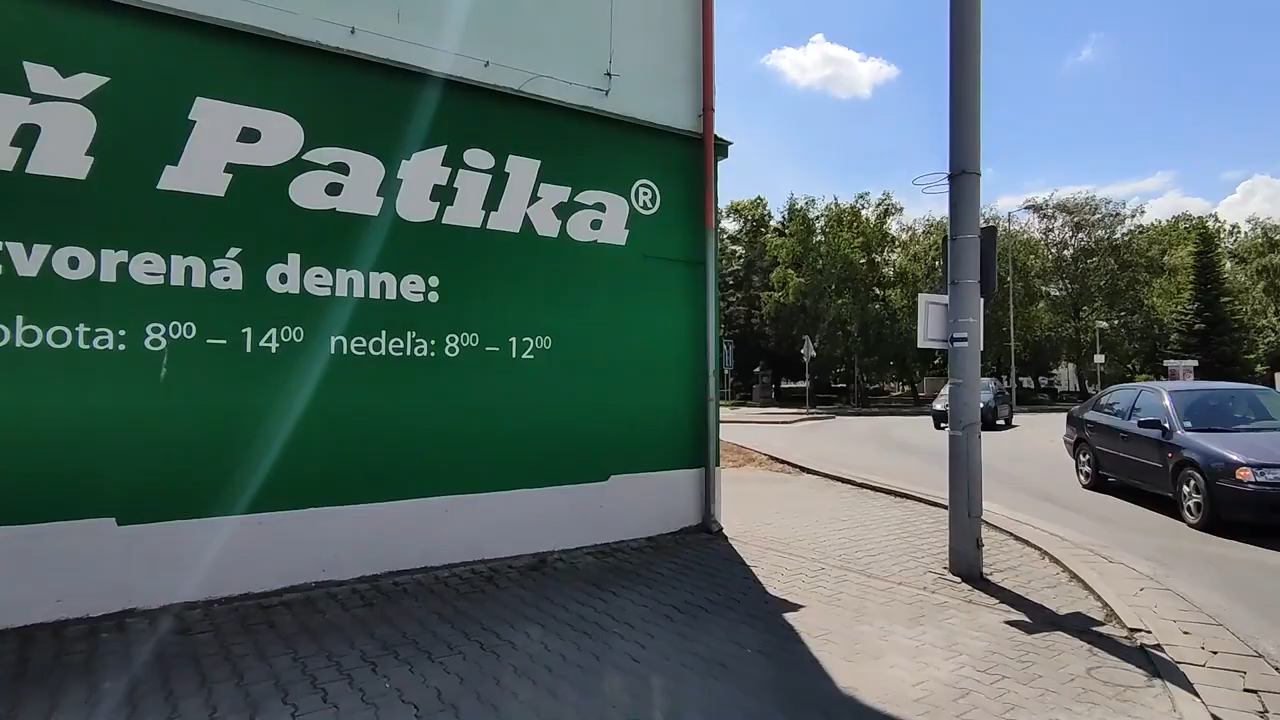 ň Patika®
tvorená denne:
obota: 8⁰⁰ – 14⁰⁰ nedeľa: 8⁰⁰ – 12⁰⁰